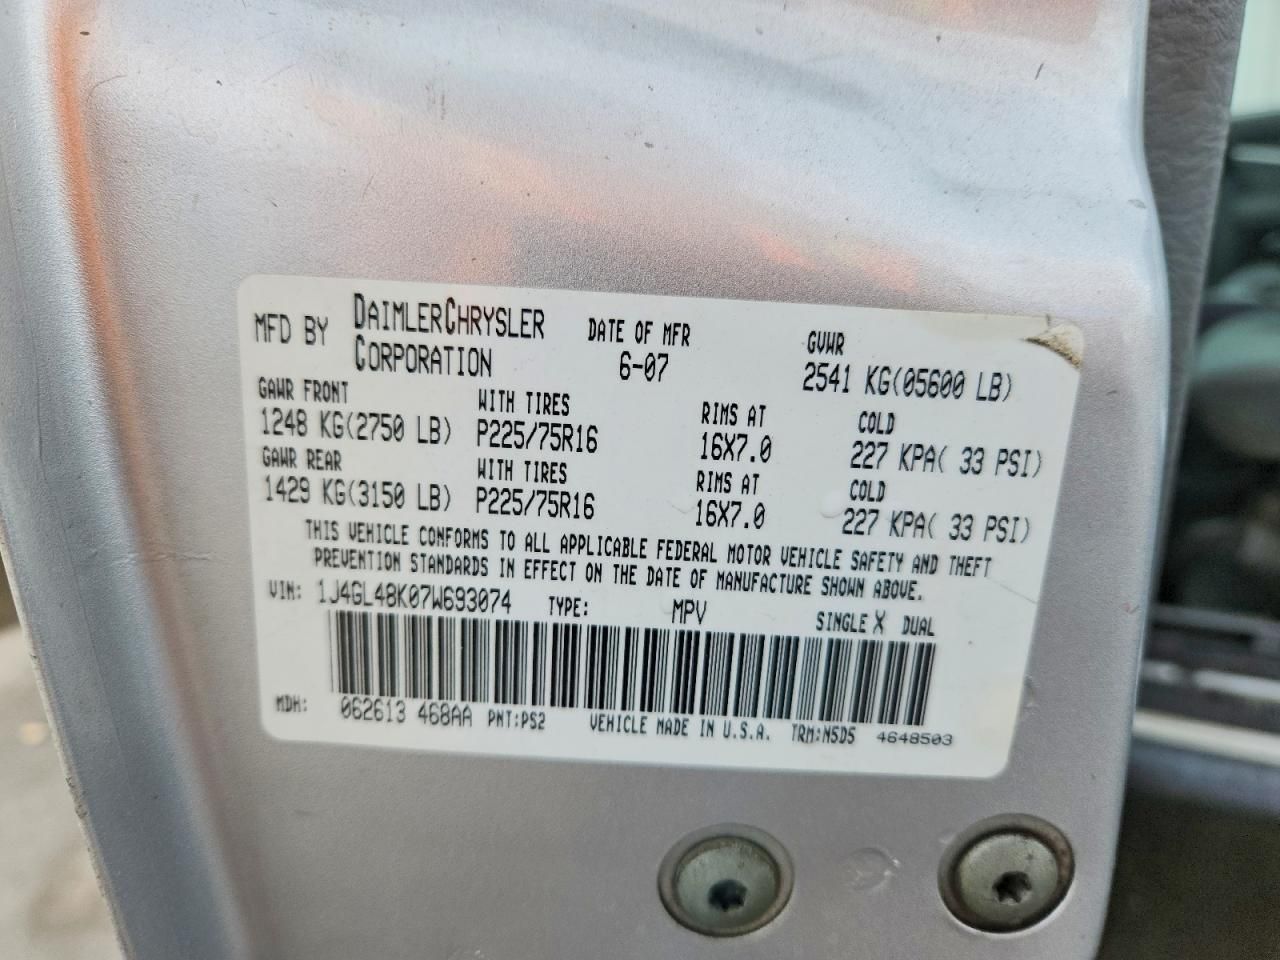 MFD BY DAIMLERCHRYSLER CORPORATION DATE OF MFR 6-07 GVWR 2541 KG(05600 LB)
GAWR FRONT WITH TIRES RIMS AT COLD
1248 KG(2750 LB) P225/75R16 16X7.0 227 KPA( 33 PSI)
GAWR REAR WITH TIRES RIMS AT COLD
1429 KG(3150 LB) P225/75R16 16X7.0 227 KPA( 33 PSI)
THIS VEHICLE CONFORMS TO ALL APPLICABLE FEDERAL MOTOR VEHICLE SAFETY AND THEFT
PREVENTION STANDARDS IN EFFECT ON THE DATE OF MANUFACTURE SHOWN ABOVE.
VIN: 1J4GL48K07W693074 TYPE: MPV SINGLE X DUAL
MDH: 062613 468AA PNT:PS2 VEHICLE MADE IN U.S.A. TRM:N5D5 4648503